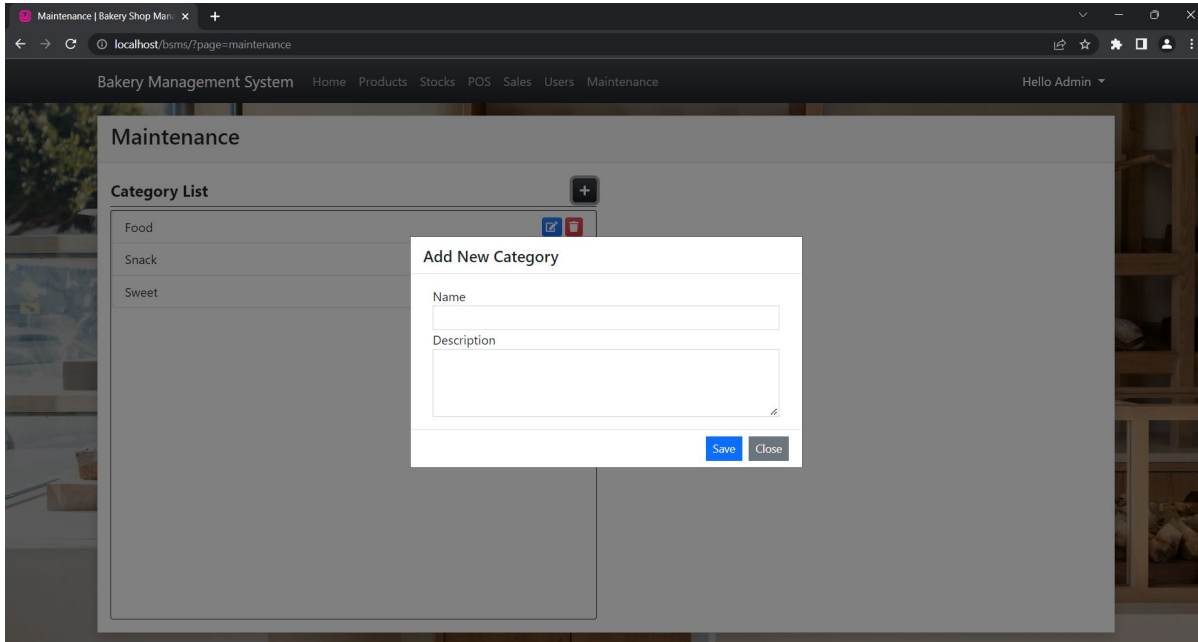 Maintenance | Bakery Shop Man
localhost/bsms/?page=maintenance
Bakery Management System Home Products Stocks POS Sales Users Maintenance Hello Admin
Maintenance
Category List
Food
Snack
Sweet
Add New Category
Name
Description
Save Close